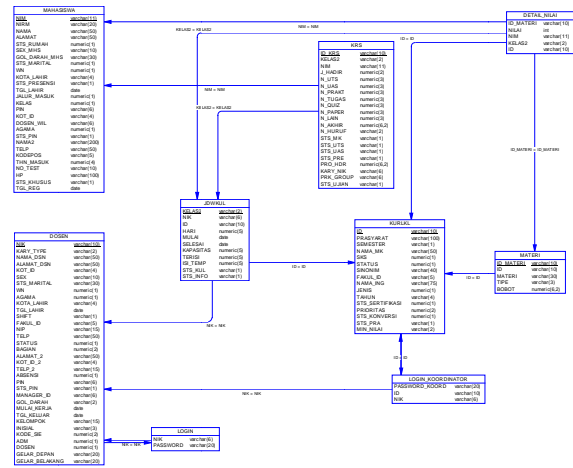 MAHASISWA
NIM varchar(11)
NIRM varchar(20)
NAMA varchar(50)
ALAMAT varchar(50)
STS_RUMAH numeric(1)
SEX_MHS varchar(10)
GOL_DARAH_MHS varchar(30)
STS_MARITAL numeric(1)
WN numeric(1)
KOTA_LAHIR varchar(4)
STS_PRESENSI varchar(1)
TGL_LAHIR date
JALUR_MASUK numeric(1)
KELAS numeric(1)
PIN varchar(6)
KOT_ID varchar(4)
DOSEN_WL varchar(6)
AGAMA numeric(1)
STS_PIN varchar(1)
NAMA2 varchar(200)
TELP varchar(50)
KODEPOS varchar(5)
THN_MASUK numeric(4)
NO_TEST varchar(10)
HP varchar(100)
STS_KHUSUS varchar(1)
TGL_REG date
KRS
ID_KRS varchar(10)
KELAS2 varchar(2)
NIM varchar(11)
J_HADIR numeric(2)
N_UTS numeric(3)
N_UAS numeric(3)
N_PRAKT numeric(3)
N_TUGAS numeric(3)
N_QUIZ numeric(3)
N_PAPER numeric(3)
N_LAIN numeric(3)
N_AKHIR numeric(6,2)
N_HURUF varchar(2)
STS_MK varchar(1)
STS_UTS varchar(1)
STS_UAS varchar(1)
STS_PRE varchar(1)
PRO_HDR numeric(6,2)
KARY_NIK varchar(6)
PRK_GROUP varchar(6)
STS_UJIAN varchar(1)
DETAIL_NILAI
ID_MATERI varchar(10)
NILAI int
NIM varchar(11)
KELAS2 varchar(2)
ID varchar(10)
NIM = NIM
KELAS2 = KELAS2
ID = ID
NIM = NIM
KELAS2 = KELAS2
ID_MATERI = ID_MATERI
JDWKUL
KELAS2 varchar(2)
NIK varchar(6)
ID varchar(10)
HARI numeric(5)
MULAI date
SELESAI date
KAPASITAS numeric(5)
TERISI numeric(5)
ISI_TEMP numeric(5)
STS_KUL varchar(1)
STS_INFO varchar(1)
KURLKL
ID varchar(10)
PRASYARAT varchar(100)
SEMESTER varchar(1)
NAMA_MK varchar(50)
SKS numeric(1)
STATUS numeric(1)
SINONIM varchar(40)
FAKUL_ID varchar(5)
NAMA_ING varchar(75)
JENIS numeric(1)
TAHUN varchar(4)
STS_SERTIFIKASI numeric(1)
PRIORITAS numeric(2)
STS_KONVERSI numeric(1)
STS_PRA varchar(1)
MIN_NILAI varchar(2)
MATERI
ID_MATERI varchar(10)
ID varchar(10)
MATERI varchar(30)
TIPE varchar(3)
BOBOT numeric(6,2)
ID = ID
ID = ID
DOSEN
NIK varchar(10)
KARY_TYPE varchar(2)
NAMA_DSN varchar(50)
ALAMAT_DSN varchar(50)
KOT_ID varchar(4)
SEX varchar(10)
STS_MARITAL varchar(30)
WN numeric(1)
AGAMA numeric(1)
KOTA_LAHIR varchar(4)
TGL_LAHIR date
SHIFT varchar(1)
FAKUL_ID varchar(5)
NIP varchar(15)
TELP varchar(50)
STATUS numeric(1)
BAGIAN numeric(2)
ALAMAT_2 varchar(50)
KOT_ID_2 varchar(4)
TELP_2 varchar(15)
ABSENSI numeric(1)
PIN varchar(6)
STS_PIN varchar(1)
MANAGER_ID varchar(6)
GOL_DARAH varchar(2)
MULAI_KERJA date
TGL_KELUAR date
KELOMPOK varchar(15)
INISIAL varchar(3)
KODE_SIE numeric(2)
ADM numeric(1)
DOSEN numeric(1)
GELAR_DEPAN varchar(20)
GELAR_BELAKANG varchar(20)
NIK = NIK
ID = ID
LOGIN_KOORDINATOR
PASSWORD_KOORD varchar(20)
ID varchar(10)
NIK varchar(6)
NIK = NIK
LOGIN
NIK varchar(6)
PASSWORD varchar(20)
NIK = NIK